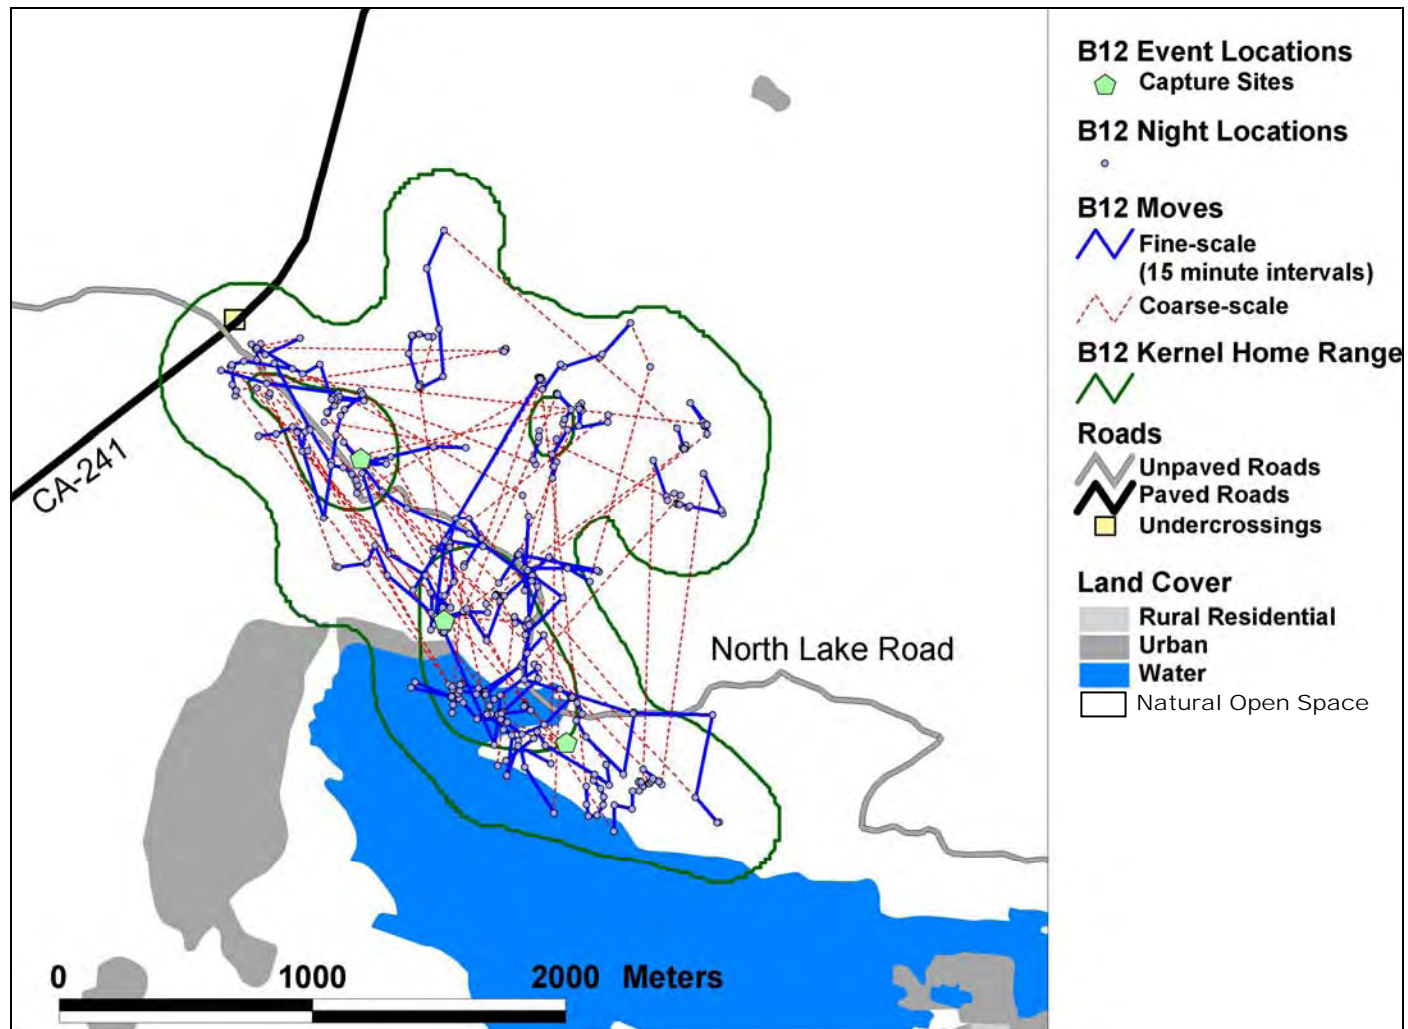 CA-241
North Lake Road
0 1000 2000 Meters
B12 Event Locations
Capture Sites
B12 Night Locations
B12 Moves
Fine-scale
(15 minute intervals)
Coarse-scale
B12 Kernel Home Range
Roads
Unpaved Roads
Paved Roads
Undercrossings
Land Cover
Rural Residential
Urban
Water
Natural Open Space